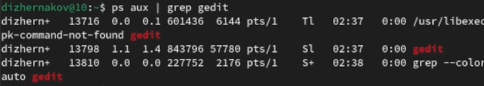 dizhernakov@10:~$ ps aux | grep gedit
dizhern+ 13716 0.0 0.1 601436 6144 pts/1 Tl 02:37 0:00 /usr/libexec
pk-command-not-found gedit
dizhern+ 13798 1.1 1.4 843796 57780 pts/1 Sl 02:37 0:00 gedit
dizhern+ 13810 0.0 0.0 227752 2176 pts/1 S+ 02:38 0:00 grep --color
auto gedit